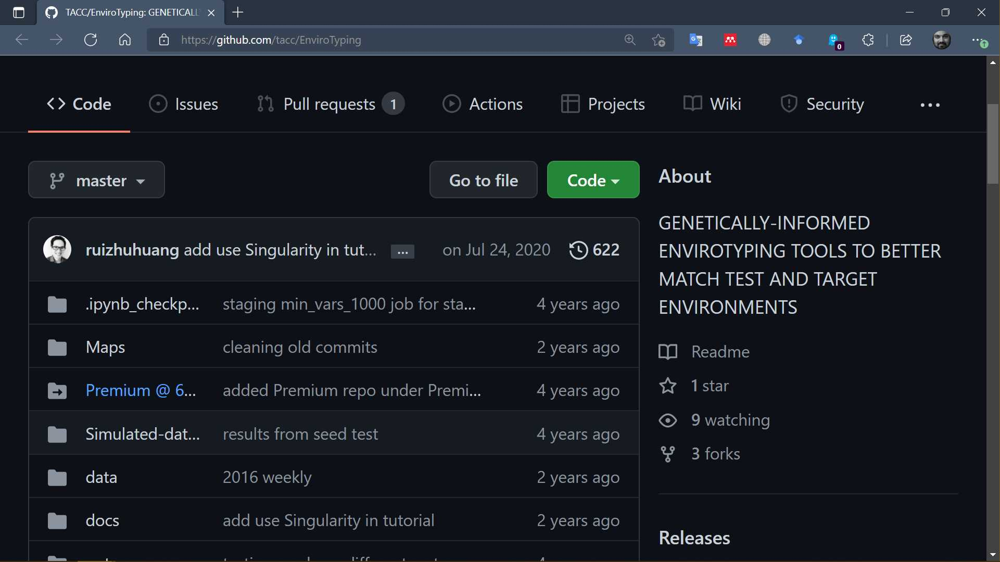 TACC/EnviroTyping: GENETICALL
https://github.com/tacc/EnviroTyping
0
Code
Issues
Pull requests 1
Actions
Projects
Wiki
Security
master
Go to file
Code
About
GENETICALLY-INFORMED
ENVIROTYPING TOOLS TO BETTER
MATCH TEST AND TARGET
ENVIRONMENTS
ruizhuhuang add use Singularity in tut... ... on Jul 24, 2020 622
.ipynb_checkp... staging min_vars_1000 job for sta... 4 years ago
Maps cleaning old commits 2 years ago
Premium @ 6... added Premium repo under Premi... 4 years ago
Simulated-dat... results from seed test 4 years ago
data 2016 weekly 2 years ago
docs add use Singularity in tutorial 2 years ago
Readme
1 star
9 watching
3 forks
Releases